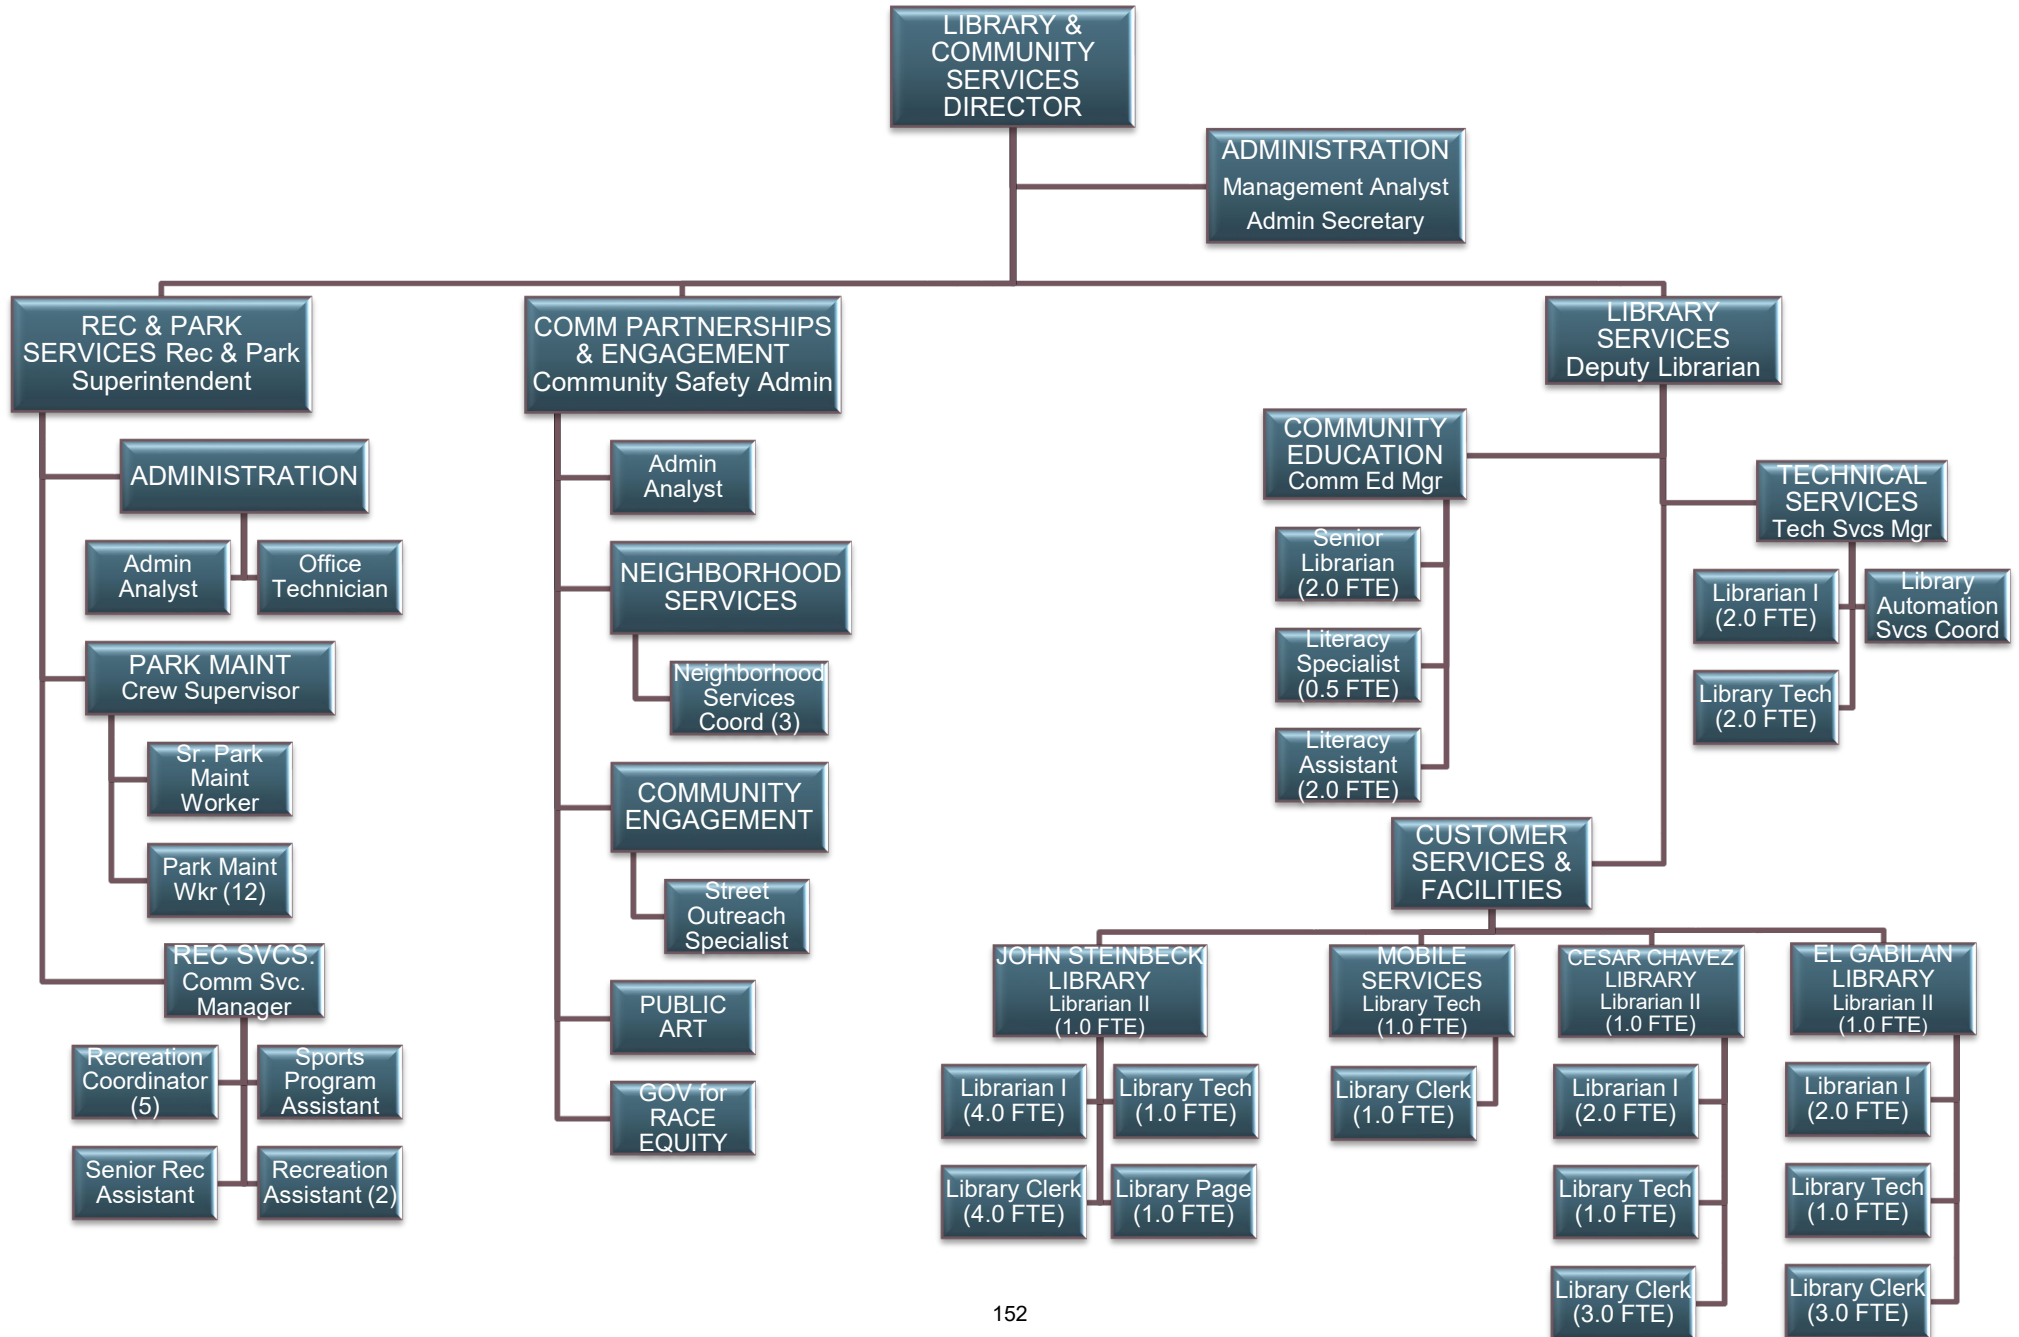 LIBRARY &
COMMUNITY
SERVICES
DIRECTOR
ADMINISTRATION
Management Analyst
Admin Secretary
REC & PARK
SERVICES Rec & Park
Superintendent
ADMINISTRATION
Admin
Analyst
Office
Technician
PARK MAINT
Crew Supervisor
Sr. Park
Maint
Worker
Park Maint
Wkr (12)
REC SVCS.
Comm Svc.
Manager
Recreation
Coordinator
(5)
Sports
Program
Assistant
Senior Rec
Assistant
Recreation
Assistant (2)
COMM PARTNERSHIPS
& ENGAGEMENT
Community Safety Admin
Admin
Analyst
NEIGHBORHOOD
SERVICES
Neighborhood
Services
Coord (3)
COMMUNITY
ENGAGEMENT
Street
Outreach
Specialist
PUBLIC
ART
GOV for
RACE
EQUITY
LIBRARY
SERVICES
Deputy Librarian
COMMUNITY
EDUCATION
Comm Ed Mgr
Senior
Librarian
(2.0 FTE)
Literacy
Specialist
(0.5 FTE)
Literacy
Assistant
(2.0 FTE)
TECHNICAL
SERVICES
Tech Svcs Mgr
Librarian I
(2.0 FTE)
Library
Automation
Svcs Coord
Library Tech
(2.0 FTE)
CUSTOMER
SERVICES &
FACILITIES
JOHN STEINBECK
LIBRARY
Librarian II
(1.0 FTE)
Librarian I
(4.0 FTE)
Library Tech
(1.0 FTE)
Library Clerk
(4.0 FTE)
Library Page
(1.0 FTE)
MOBILE
SERVICES
Library Tech
(1.0 FTE)
Library Clerk
(1.0 FTE)
CESAR CHAVEZ
LIBRARY
Librarian II
(1.0 FTE)
Librarian I
(2.0 FTE)
Library Tech
(1.0 FTE)
Library Clerk
(3.0 FTE)
EL GABILAN
LIBRARY
Librarian II
(1.0 FTE)
Librarian I
(2.0 FTE)
Library Tech
(1.0 FTE)
Library Clerk
(3.0 FTE)
152